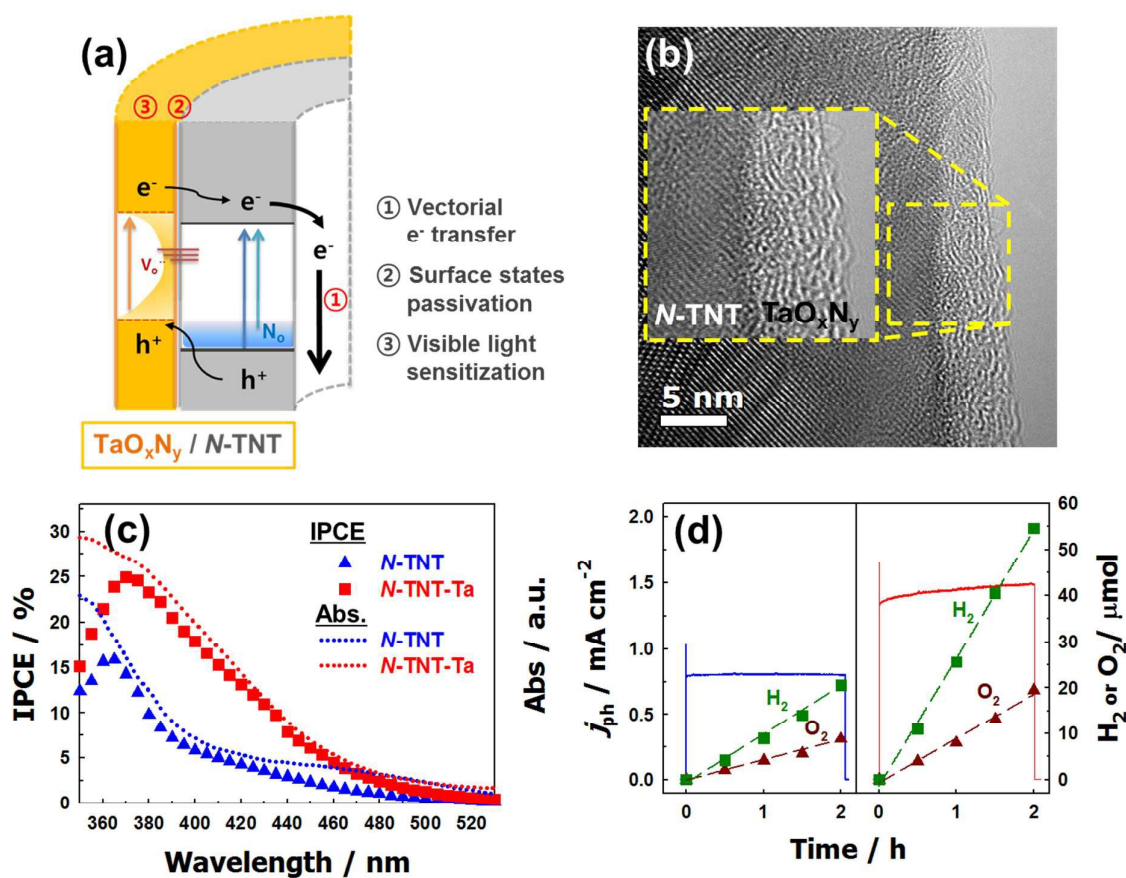 (a)
③ ②
e⁻
e⁻
e⁻
Vₒ¨
Nₒ
①
h⁺
h⁺
① Vectorial
e⁻ transfer
② Surface states
passivation
③ Visible light
sensitization
TaOₓNᵧ / N-TNT
(b)
N-TNT TaOₓNᵧ
5 nm
(c)
IPCE
N-TNT
N-TNT-Ta
Abs.
N-TNT
N-TNT-Ta
IPCE / %
30
25
20
15
10
5
0
Abs / a.u.
360 400 420 440 460 480 500 520
380
Wavelength / nm
(d)
j_ph / mA cm⁻²
2.0
1.5
1.0
0.5
0.0
H₂
O₂
H₂
O₂
60
50
40
30
20
10
0
H₂ or O₂/ μmol
0 1 2 0 1 2
Time / h